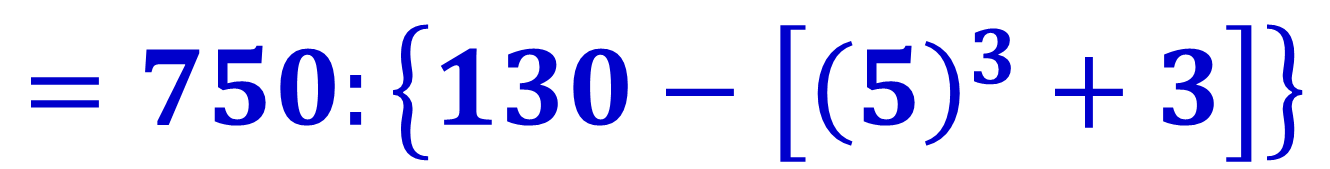 = 750:{130 − [(5)³ + 3]}